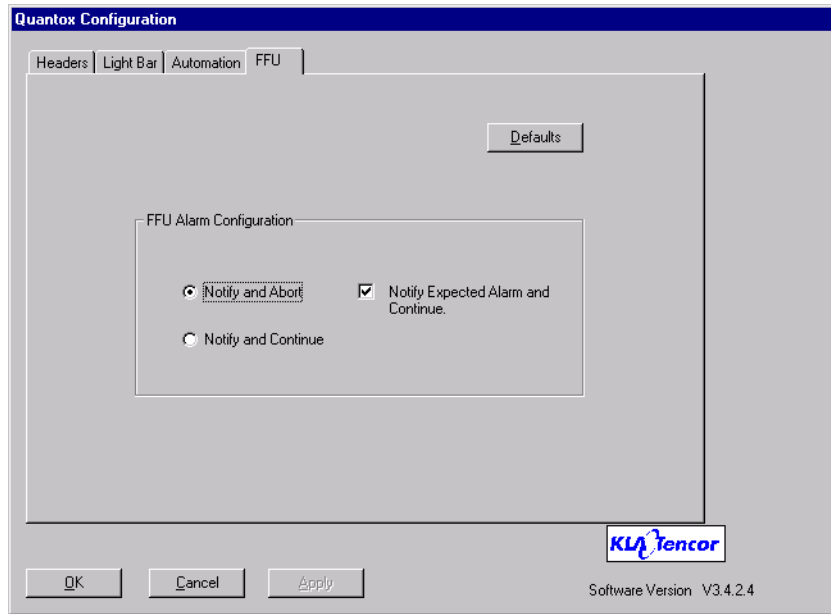 Quantox Configuration
Headers Light Bar Automation FFU
Defaults
FFU Alarm Configuration
Notify and Abort
Notify Expected Alarm and
Continue.
Notify and Continue
KLA Tencor
OK Cancel Apply
Software Version V3.4.2.4